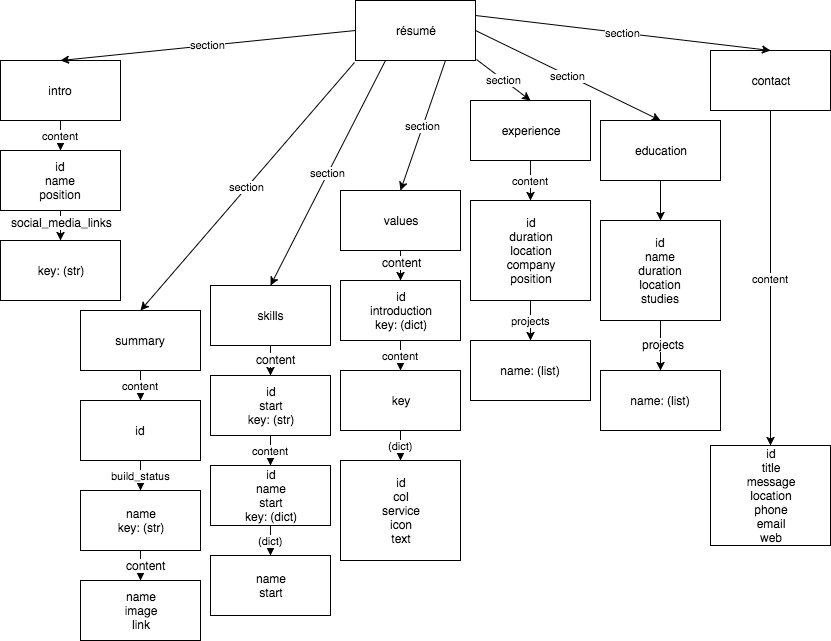 résumé
section
section
section
section
section
section
section
intro
content
id
name
position
social_media_links
key: (str)
summary
content
id
build_status
name
key: (str)
content
name
image
link
skills
content
id
start
key: (str)
content
id
name
start
key: (dict)
(dict)
name
start
values
content
id
introduction
key: (dict)
content
key
(dict)
id
col
service
icon
text
experience
content
id
duration
location
company
position
projects
name: (list)
education
id
name
duration
location
studies
projects
name: (list)
contact
content
id
title
message
location
phone
email
web